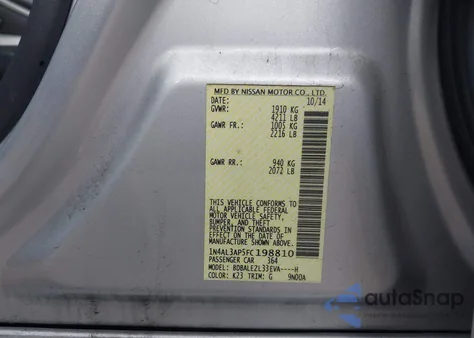 MFD BY NISSAN MOTOR CO., LTD.
DATE: 10/14
GVWR: 1910 KG
4211 LB
GAWR FR.: 1005 KG
2216 LB
GAWR RR.: 940 KG
2072 LB
THIS VEHICLE CONFORMS TO
ALL APPLICABLE FEDERAL
MOTOR VEHICLE SAFETY,
BUMPER, AND THEFT
PREVENTION STANDARDS IN
EFFECT ON THE DATE OF
MANUFACTURE SHOWN ABOVE.
1N4AL3AP5FC198810
PASSENGER CAR 364
MODEL: BDBALEZL33EVA----H
COLOR: K23 TRIM: G 9N00A
autoSnap